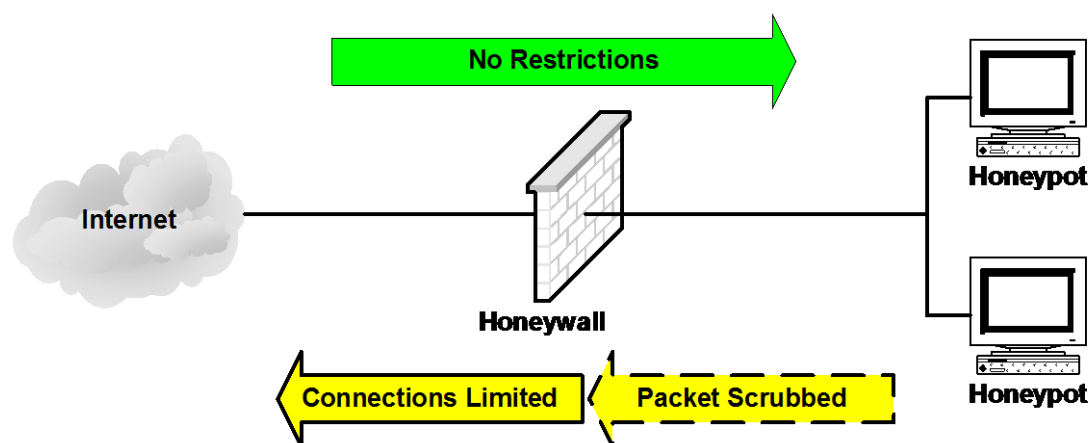 No Restrictions
Honeypot
Internet
Honeywall
Connections Limited
Packet Scrubbed
Honeypot